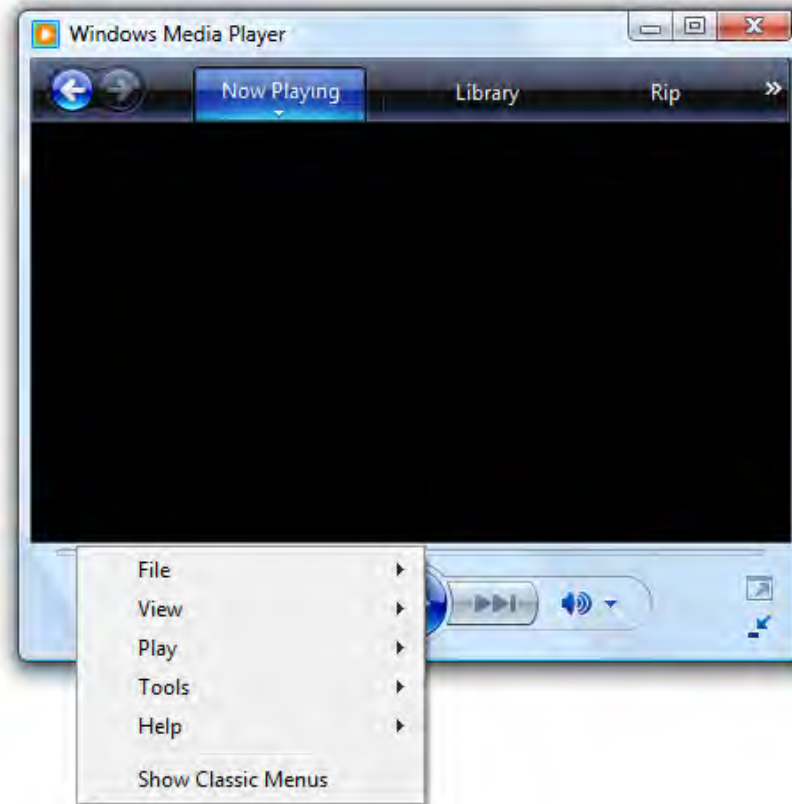 Windows Media Player
Now Playing Library Rip »
File
View
Play
Tools
Help
Show Classic Menus